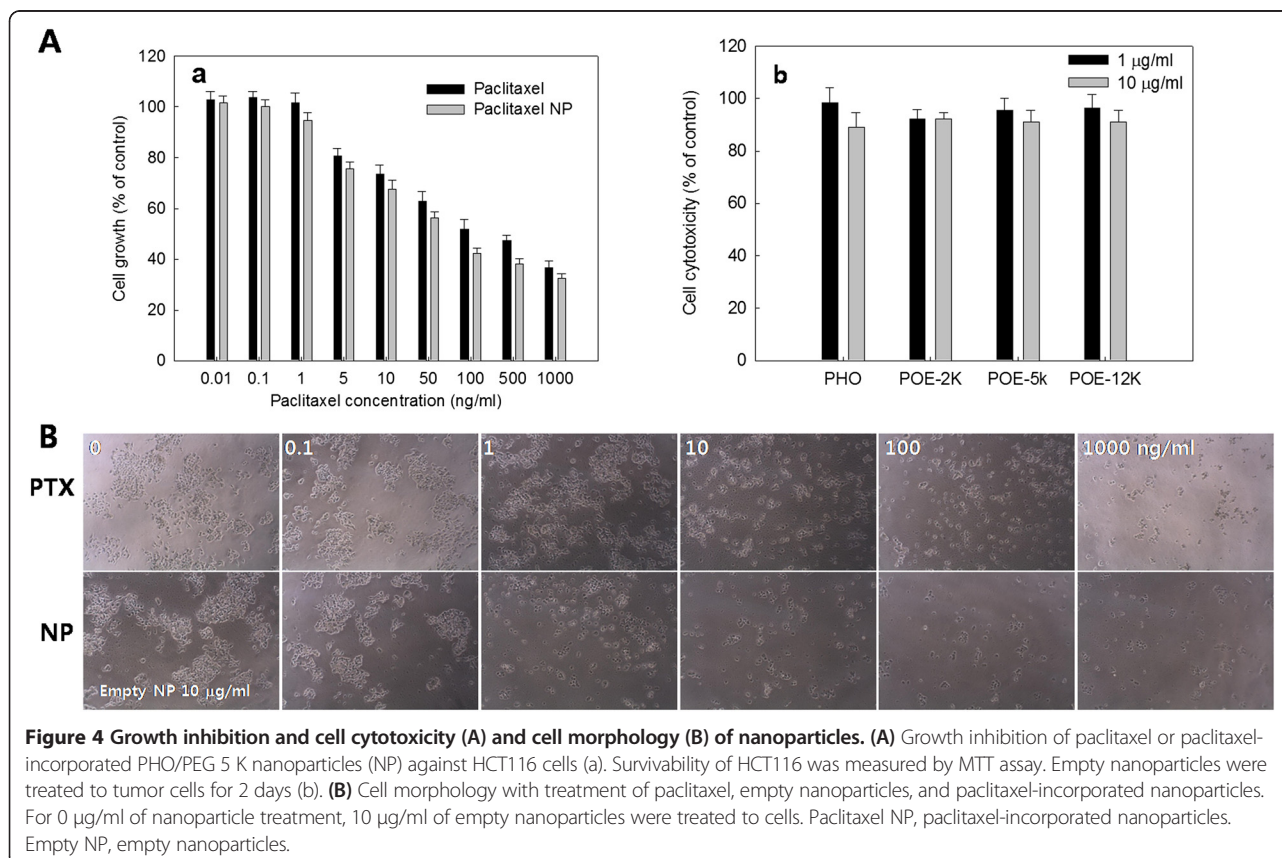 A
a
Paclitaxel
Paclitaxel NP
Cell growth (% of control)
120
100
80
60
40
20
0
0.01 0.1 1 5 10 50 100 500 1000
Paclitaxel concentration (ng/ml)
b
1 μg/ml
10 μg/ml
Cell cytotoxicity (% of control)
120
100
80
60
40
20
0
PHO POE-2K POE-5k POE-12K
B
0 0.1 1 10 100 1000 ng/ml
PTX
NP
Empty NP 10 μg/ml
Figure 4 Growth inhibition and cell cytotoxicity (A) and cell morphology (B) of nanoparticles. (A) Growth inhibition of paclitaxel or paclitaxel-
incorporated PHO/PEG 5 K nanoparticles (NP) against HCT116 cells (a). Survivability of HCT116 was measured by MTT assay. Empty nanoparticles were
treated to tumor cells for 2 days (b). (B) Cell morphology with treatment of paclitaxel, empty nanoparticles, and paclitaxel-incorporated nanoparticles.
For 0 μg/ml of nanoparticle treatment, 10 μg/ml of empty nanoparticles were treated to cells. Paclitaxel NP, paclitaxel-incorporated nanoparticles.
Empty NP, empty nanoparticles.